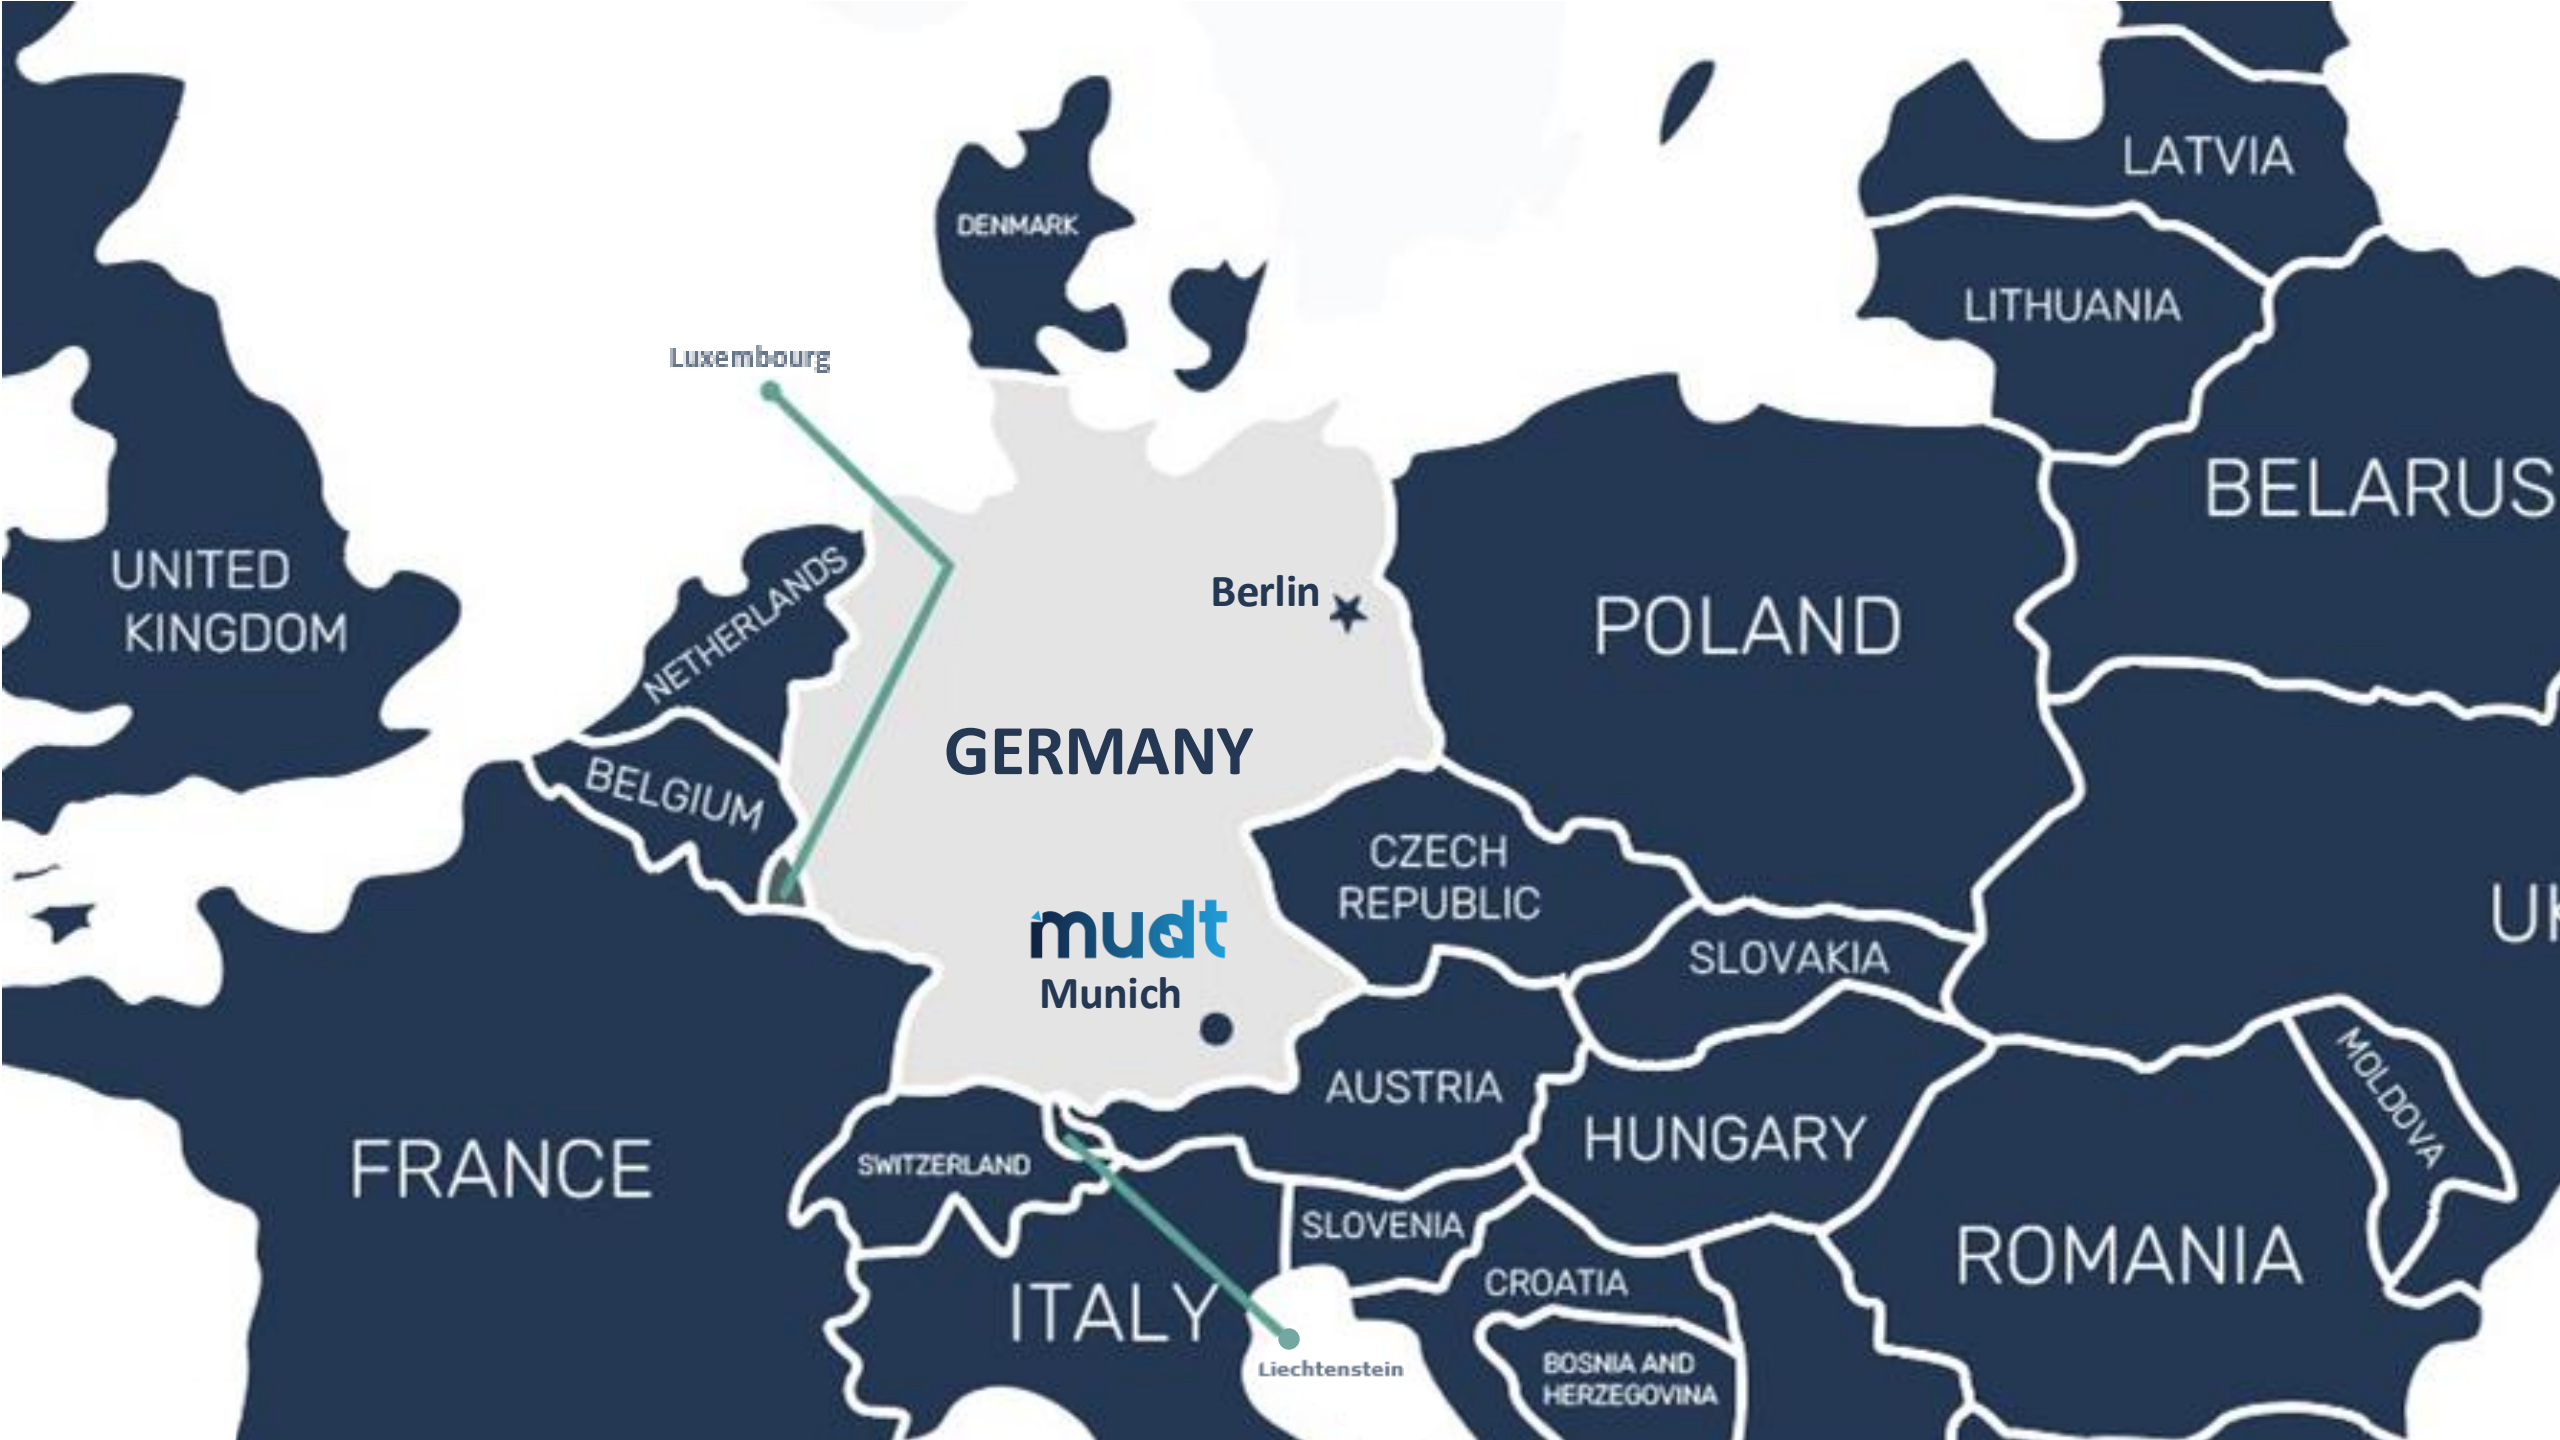 LATVIA
DENMARK
LITHUANIA
Luxembourg
BELARUS
UNITED
KINGDOM
NETHERLANDS
Berlin
POLAND
GERMANY
BELGIUM
CZECH
REPUBLIC
mudt
Munich
UK
SLOVAKIA
MOLDOVA
AUSTRIA
HUNGARY
FRANCE
SWITZERLAND
SLOVENIA
ROMANIA
CROATIA
ITALY
Liechtenstein
BOSNIA AND
HERZEGOVINA